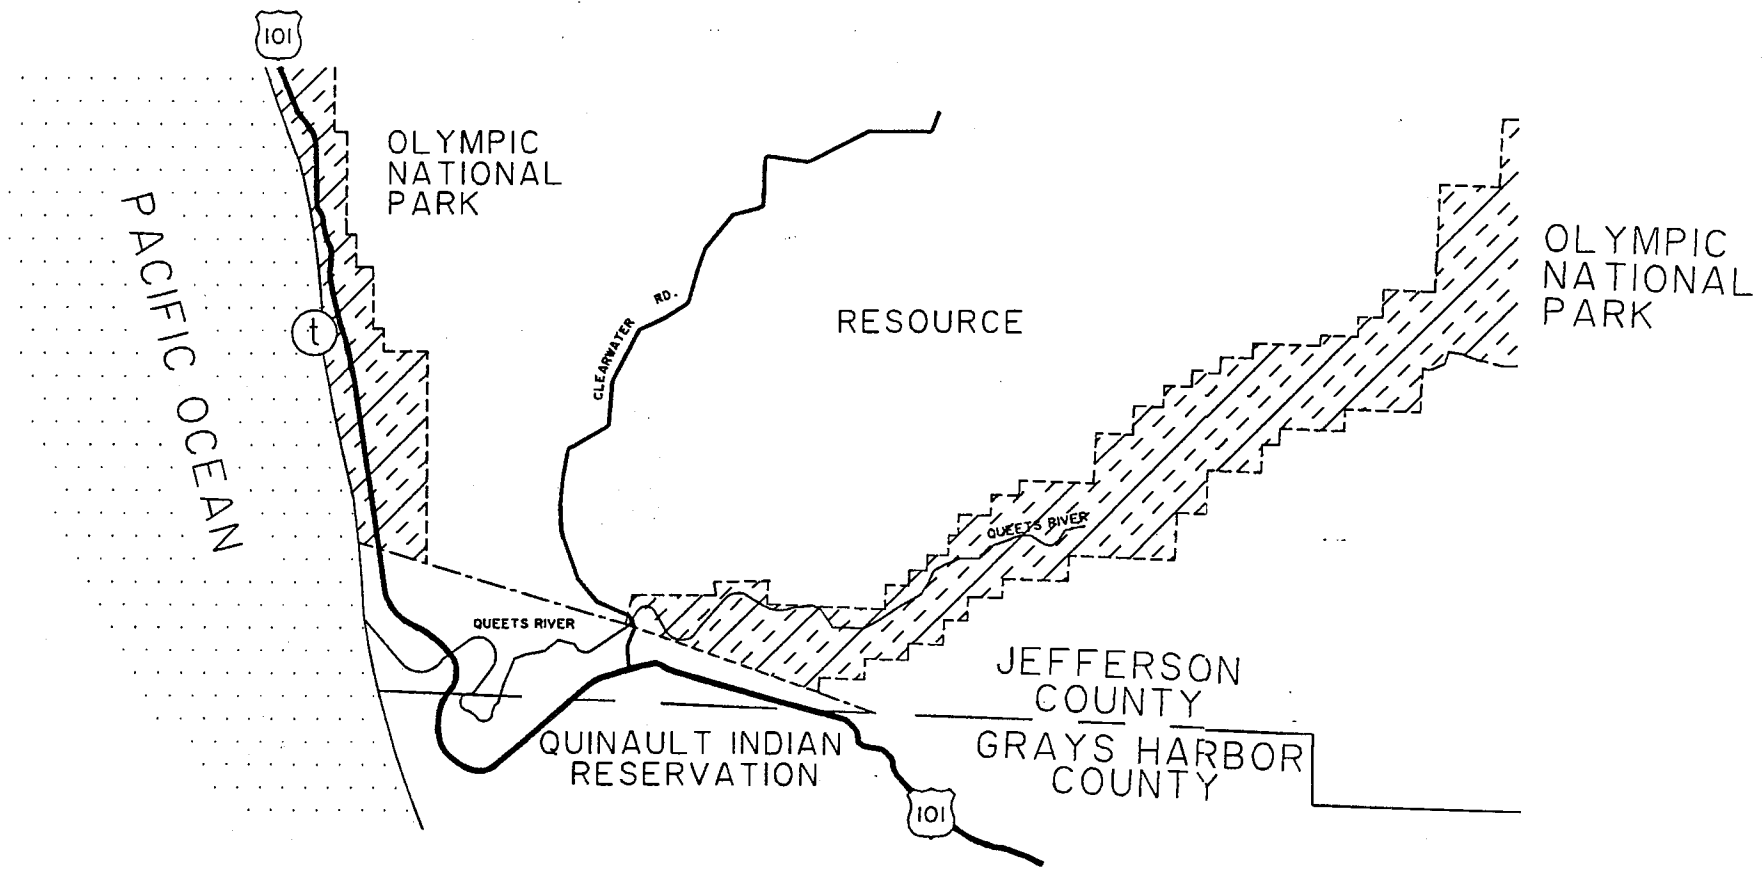 101
OLYMPIC
NATIONAL
PARK
PACIFIC OCEAN
t
CLEARWATER RD.
RESOURCE
OLYMPIC
NATIONAL
PARK
QUEETS RIVER
QUEETS RIVER
JEFFERSON
COUNTY
QUINAULT INDIAN
RESERVATION
GRAYS HARBOR
COUNTY
101